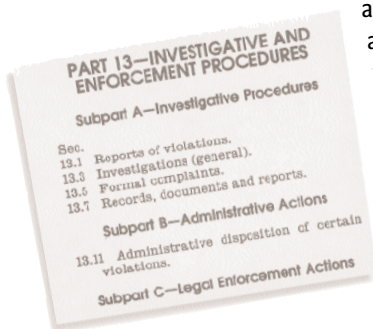 PART 13—INVESTIGATIVE AND
ENFORCEMENT PROCEDURES
Subpart A—Investigative Procedures
Sec.
13.1 Reports of violations.
13.3 Investigations (general).
13.5 Formal complaints.
13.7 Records, documents and reports.
Subpart B—Administrative Actions
13.11 Administrative disposition of certain
violations.
Subpart C—Legal Enforcement Actions
a
a